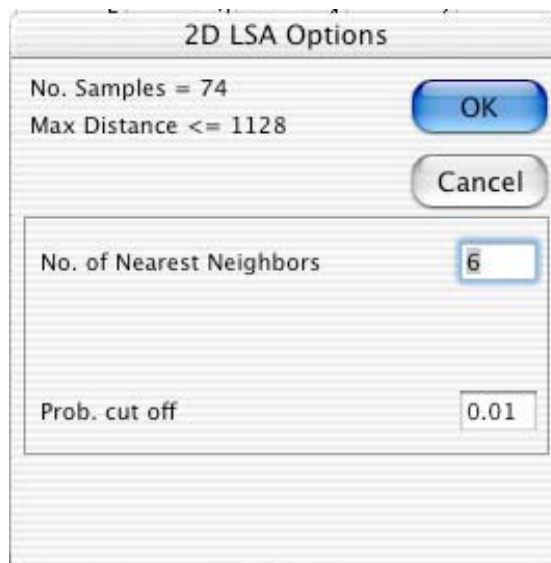 2D LSA Options
No. Samples = 74
Max Distance <= 1128
OK
Cancel
No. of Nearest Neighbors 6
Prob. cut off 0.01